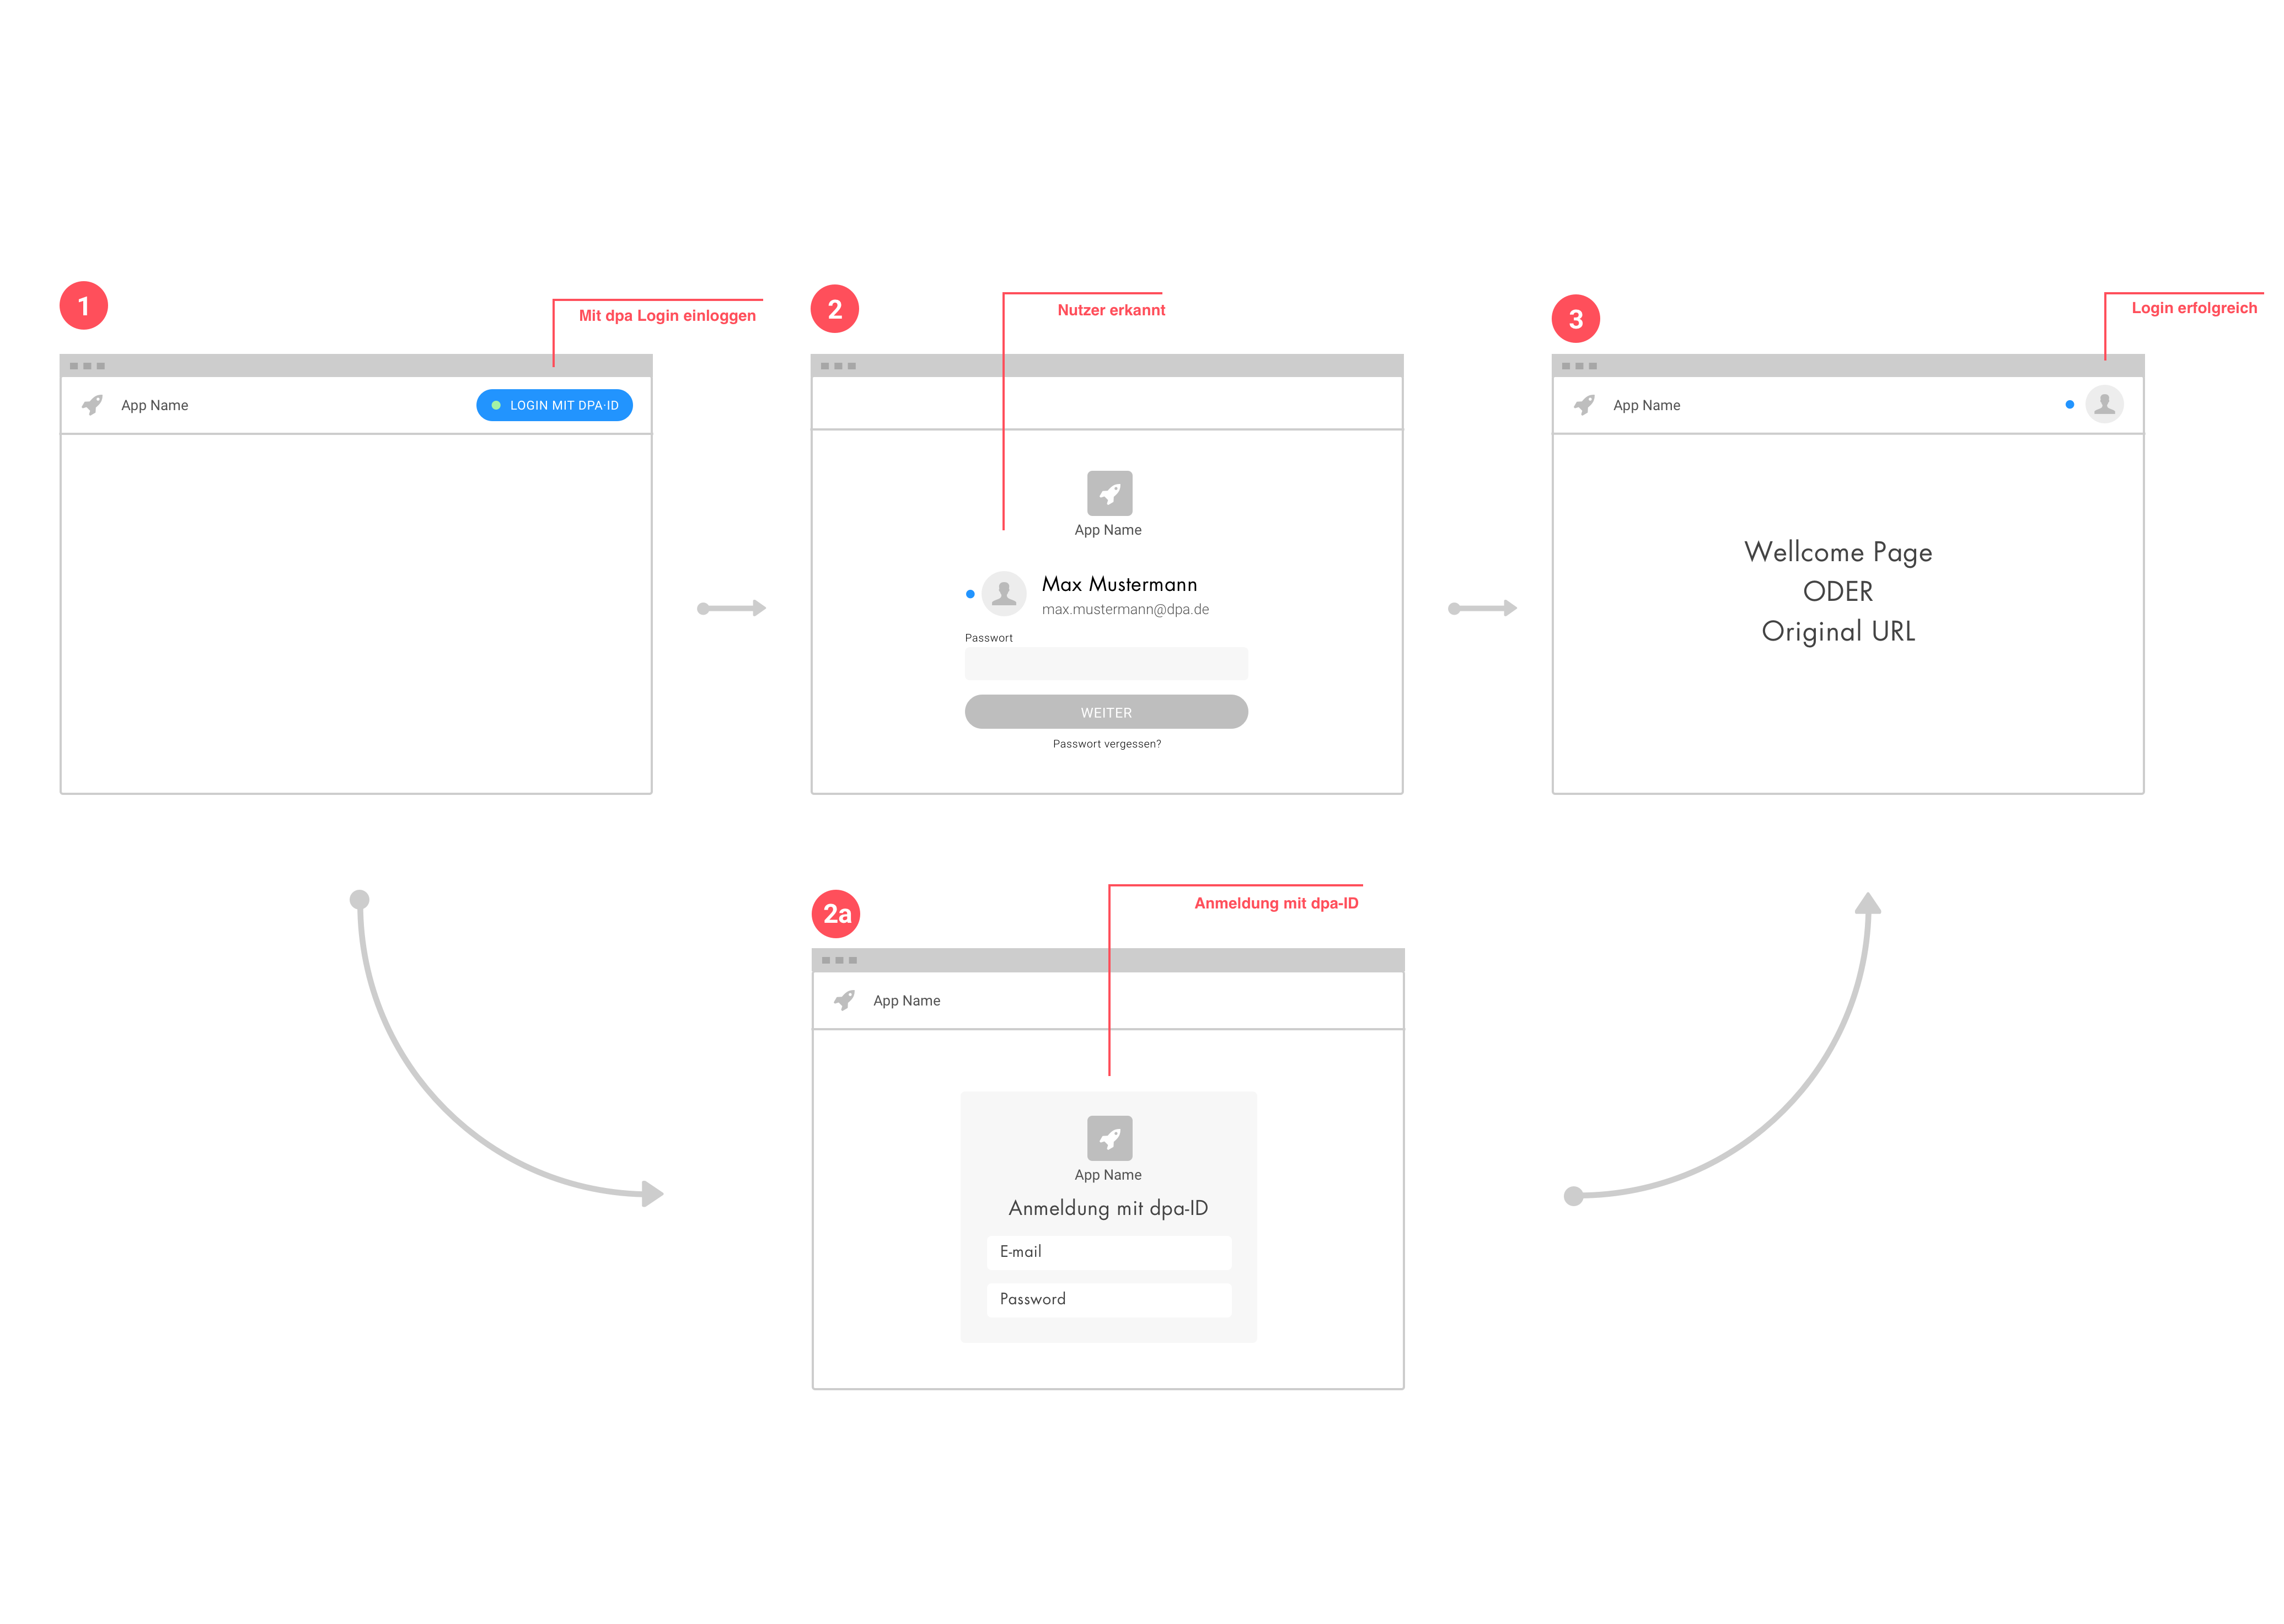 1
Mit dpa Login einloggen
App Name
LOGIN MIT DPA·ID
2
Nutzer erkannt
App Name
Max Mustermann
max.mustermann@dpa.de
Passwort
WEITER
Passwort vergessen?
3
Login erfolgreich
App Name
Wellcome Page
ODER
Original URL
2a
Anmeldung mit dpa-ID
App Name
App Name
Anmeldung mit dpa-ID
E-mail
Password